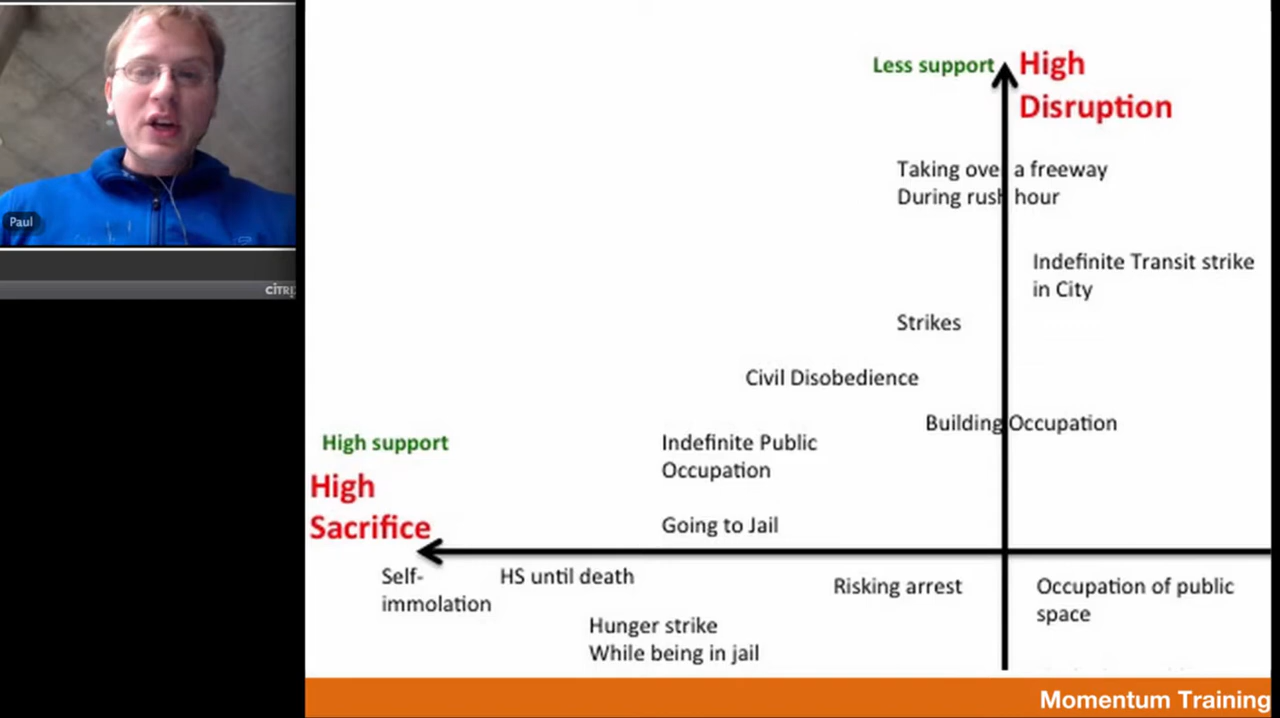 Paul
CİTRI
Less support
High
Disruption
Taking over a freeway
During rush hour
Indefinite Transit strike
in City
Strikes
Civil Disobedience
Building Occupation
High support
Indefinite Public
Occupation
High
Sacrifice
Going to Jail
Self-
immolation
HS until death
Risking arrest
Occupation of public
space
Hunger strike
While being in jail
Momentum Training